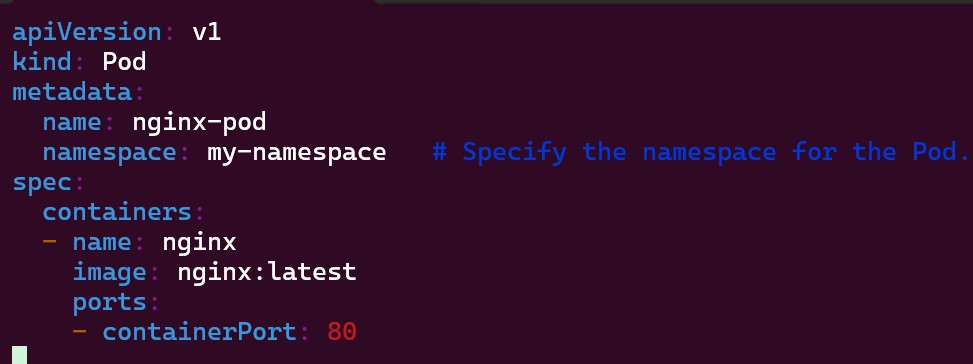 apiVersion: v1
kind: Pod
metadata:
  name: nginx-pod
  namespace: my-namespace   # Specify the namespace for the Pod.
spec:
  containers:
  - name: nginx
    image: nginx:latest
    ports:
    - containerPort: 80